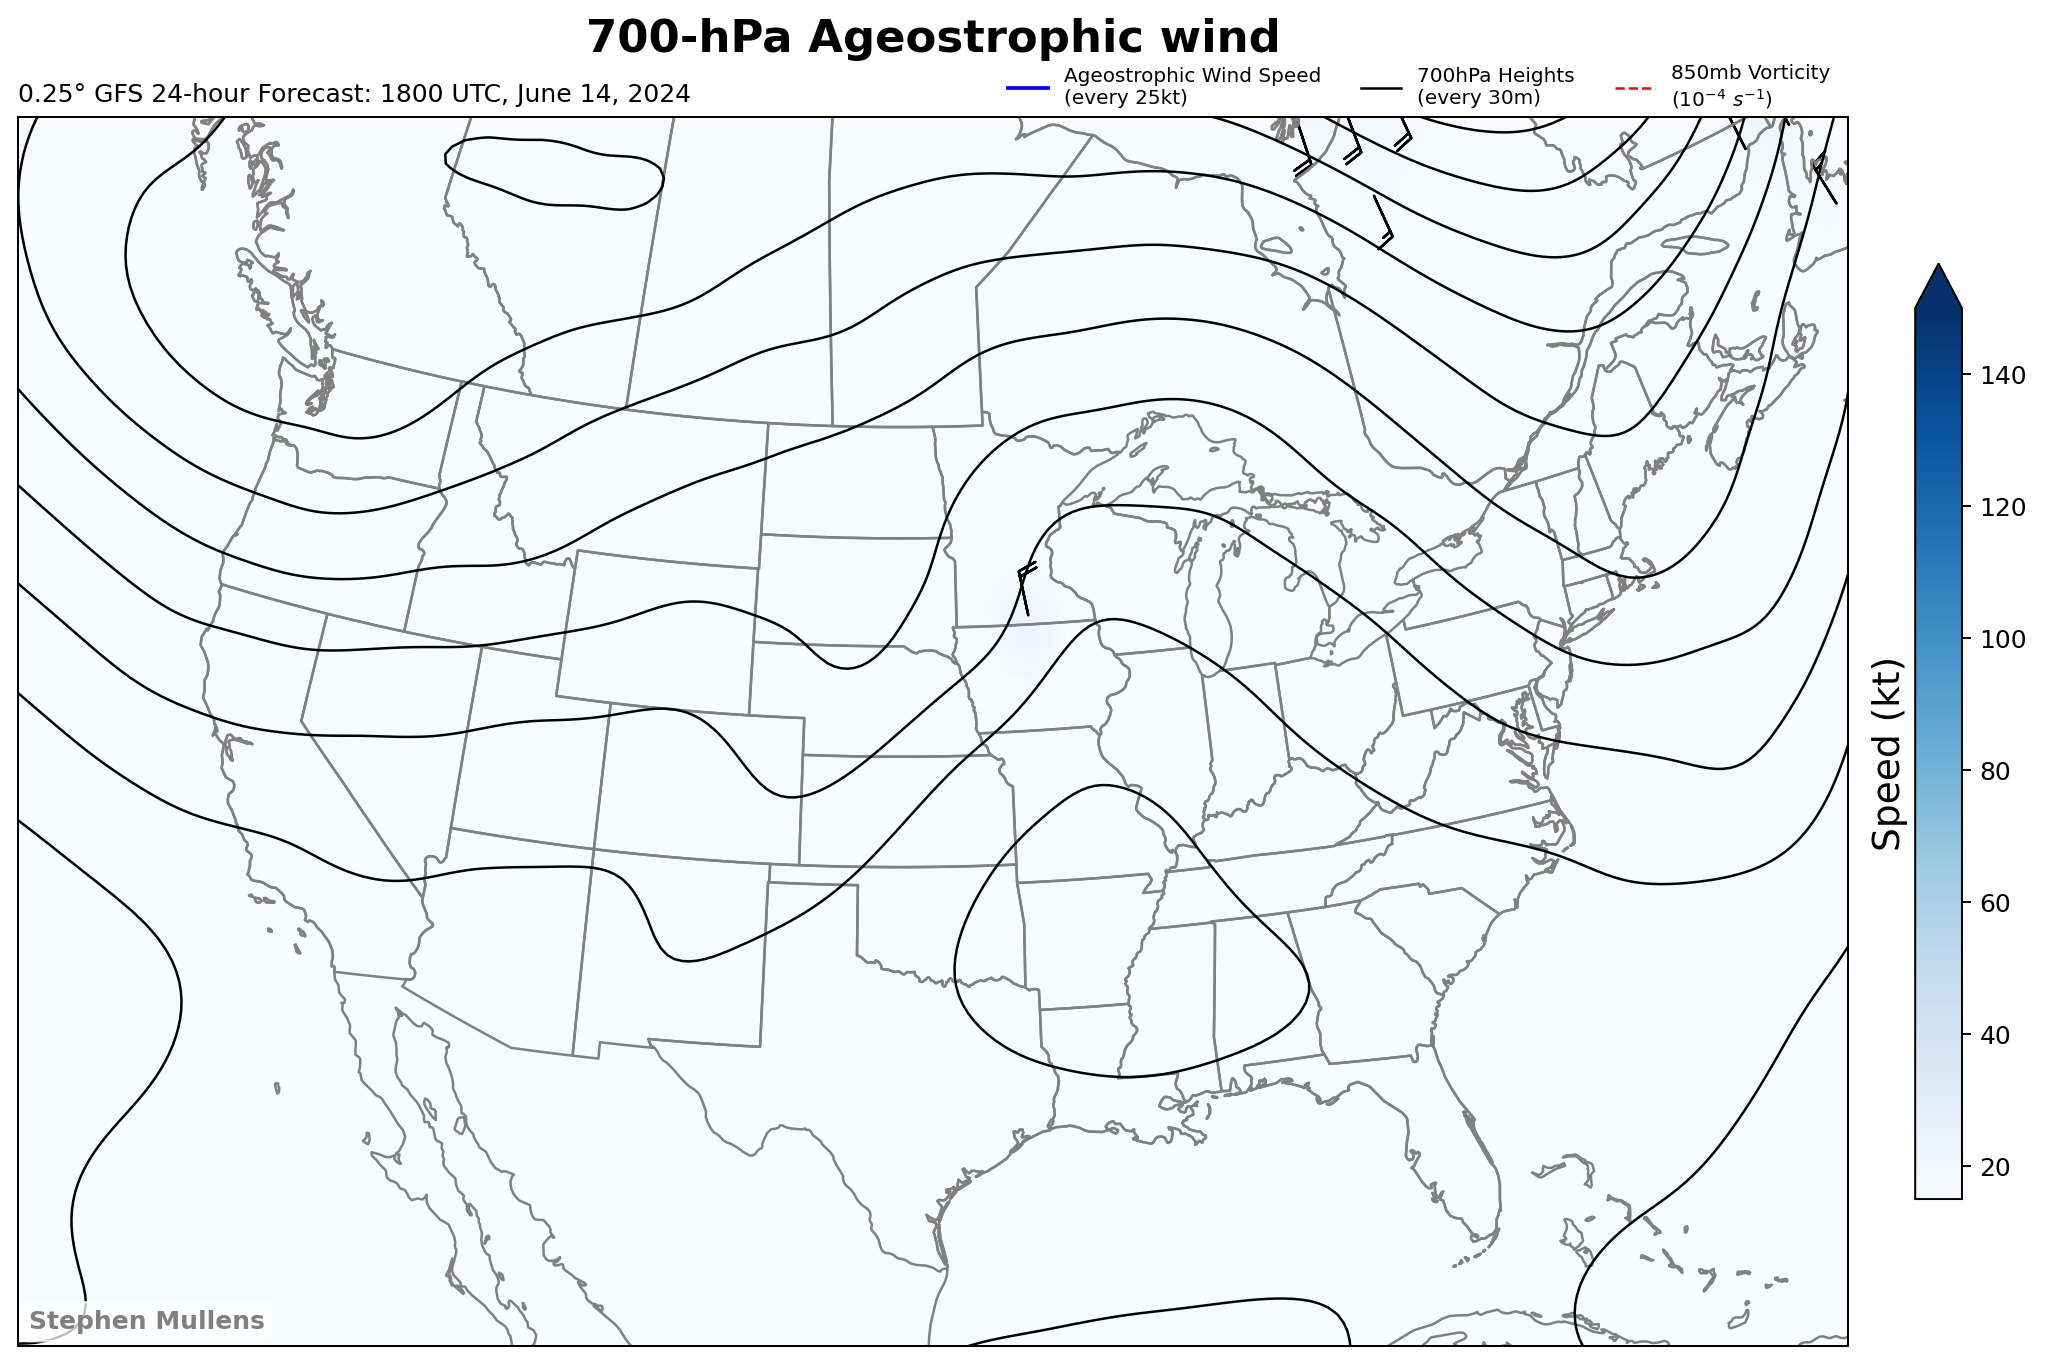 700-hPa Ageostrophic wind
0.25° GFS 24-hour Forecast: 1800 UTC, June 14, 2024
Ageostrophic Wind Speed
(every 25kt)
700hPa Heights
(every 30m)
850mb Vorticity
(10⁻⁴ s⁻¹)
140
120
100
80
60
40
20
Speed (kt)
Stephen Mullens